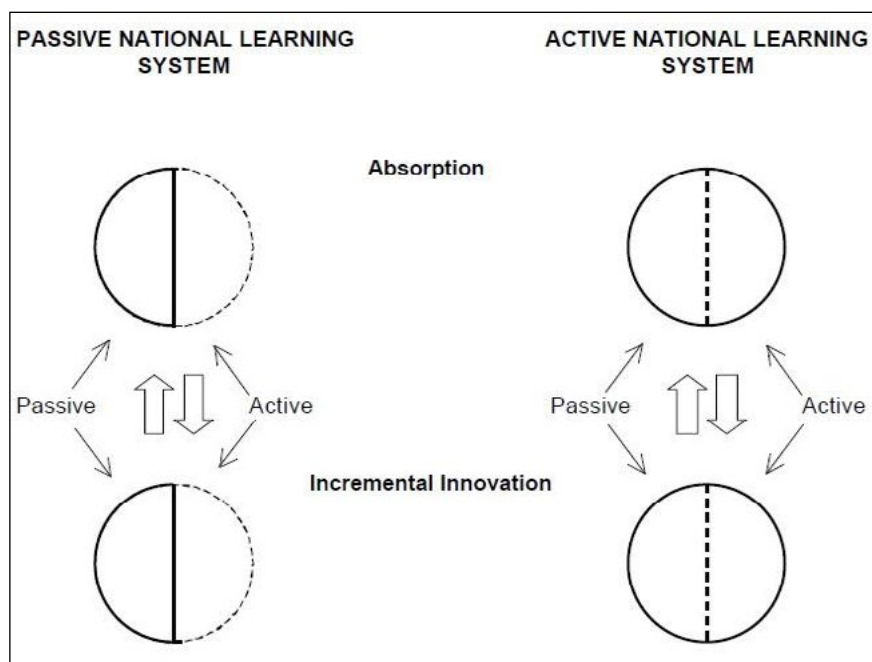 PASSIVE NATIONAL LEARNING
SYSTEM
ACTIVE NATIONAL LEARNING
SYSTEM
Absorption
Passive
Active
Passive
Active
Incremental Innovation